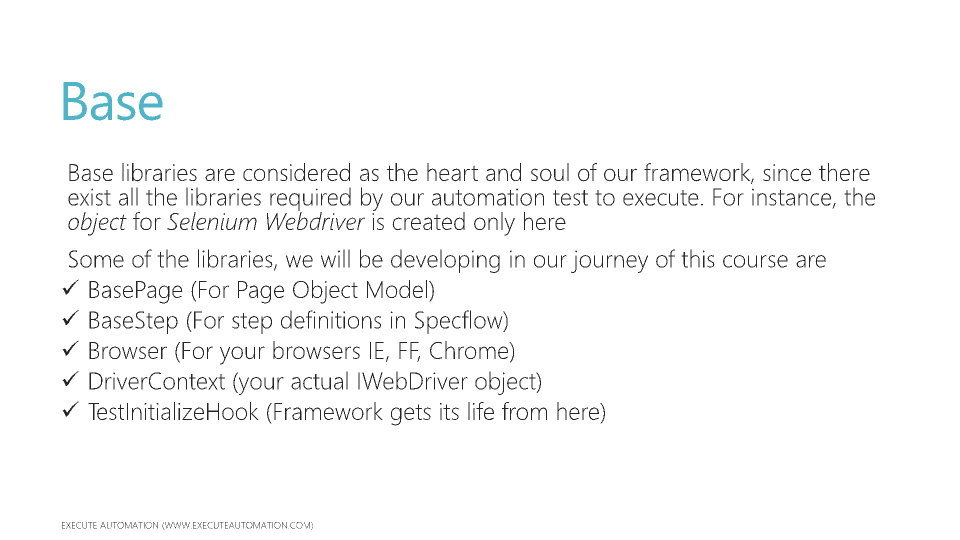 Base
Base libraries are considered as the heart and soul of our framework, since there
exist all the libraries required by our automation test to execute. For instance, the
object for Selenium Webdriver is created only here
Some of the libraries, we will be developing in our journey of this course are
✓ BasePage (For Page Object Model)
✓ BaseStep (For step definitions in Specflow)
✓ Browser (For your browsers IE, FF, Chrome)
✓ DriverContext (your actual IWebDriver object)
✓ TestInitializeHook (Framework gets its life from here)
EXECUTE AUTOMATION (WWW.EXECUTEAUTOMATION.COM)